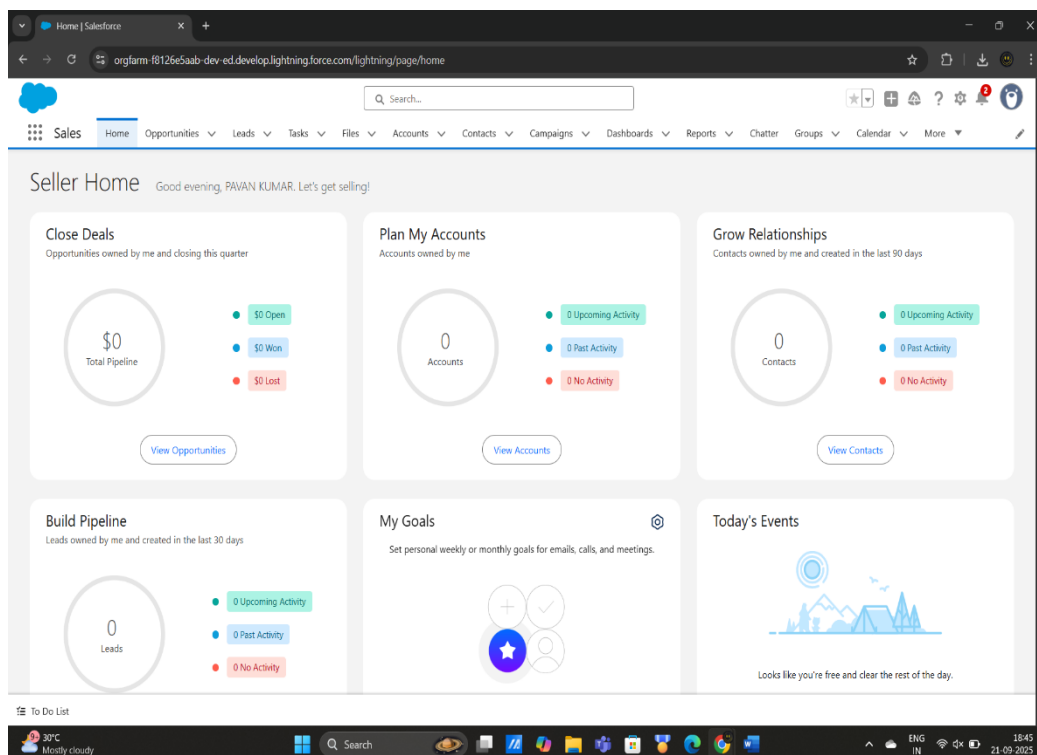 Home | Salesforce
orgfarm-f8126e5aab-dev-ed.develop.lightning.force.com/lightning/page/home
Search...
2
Sales Home Opportunities Leads Tasks Files Accounts Contacts Campaigns Dashboards Reports Chatter Groups Calendar More
Seller Home Good evening, PAVAN KUMAR. Let's get selling!
Close Deals
Opportunities owned by me and closing this quarter
$0
Total Pipeline
$0 Open
$0 Won
$0 Lost
View Opportunities
Plan My Accounts
Accounts owned by me
0
Accounts
0 Upcoming Activity
0 Past Activity
0 No Activity
View Accounts
Grow Relationships
Contacts owned by me and created in the last 90 days
0
Contacts
0 Upcoming Activity
0 Past Activity
0 No Activity
View Contacts
Build Pipeline
Leads owned by me and created in the last 30 days
0
Leads
0 Upcoming Activity
0 Past Activity
0 No Activity
My Goals
Set personal weekly or monthly goals for emails, calls, and meetings.
Today's Events
Looks like you're free and clear the rest of the day.
To Do List
9+
30°C
Mostly cloudy
Search
ENG
IN
18:45
21-09-2025